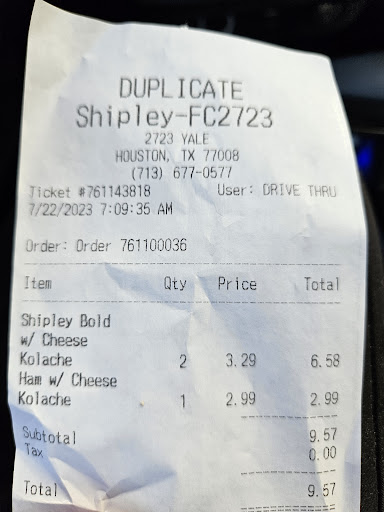 DUPLICATE
Shipley-FC2723
2723 YALE
HOUSTON, TX 77008
(713) 677-0577
Ticket #761143818 User: DRIVE THRU
7/22/2023 7:09:35 AM
Order: Order 761100036
Item Qty Price Total
Shipley Bold
w/ Cheese
Kolache 2 3.29 6.58
Ham w/ Cheese
Kolache 1 2.99 2.99
Subtotal 9.57
Tax 0.00
Total 9.57